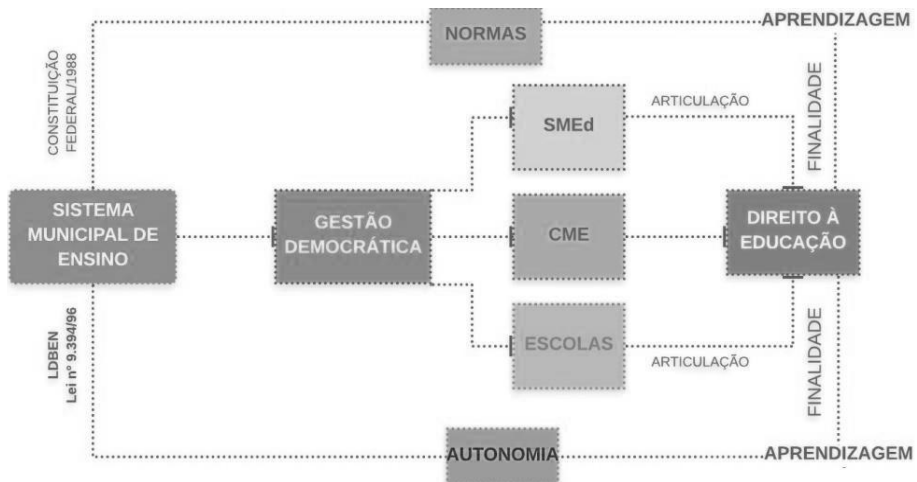 NORMAS
APRENDIZAGEM
CONSTITUIÇÃO
FEDERAL/1988
SMEd
ARTICULAÇÃO
FINALIDADE
SISTEMA
MUNICIPAL DE
ENSINO
GESTÃO
DEMOCRÁTICA
CME
DIREITO À
EDUCAÇÃO
LDBEN
Lei nº 9.394/96
ESCOLAS
ARTICULAÇÃO
FINALIDADE
AUTONOMIA
APRENDIZAGEM